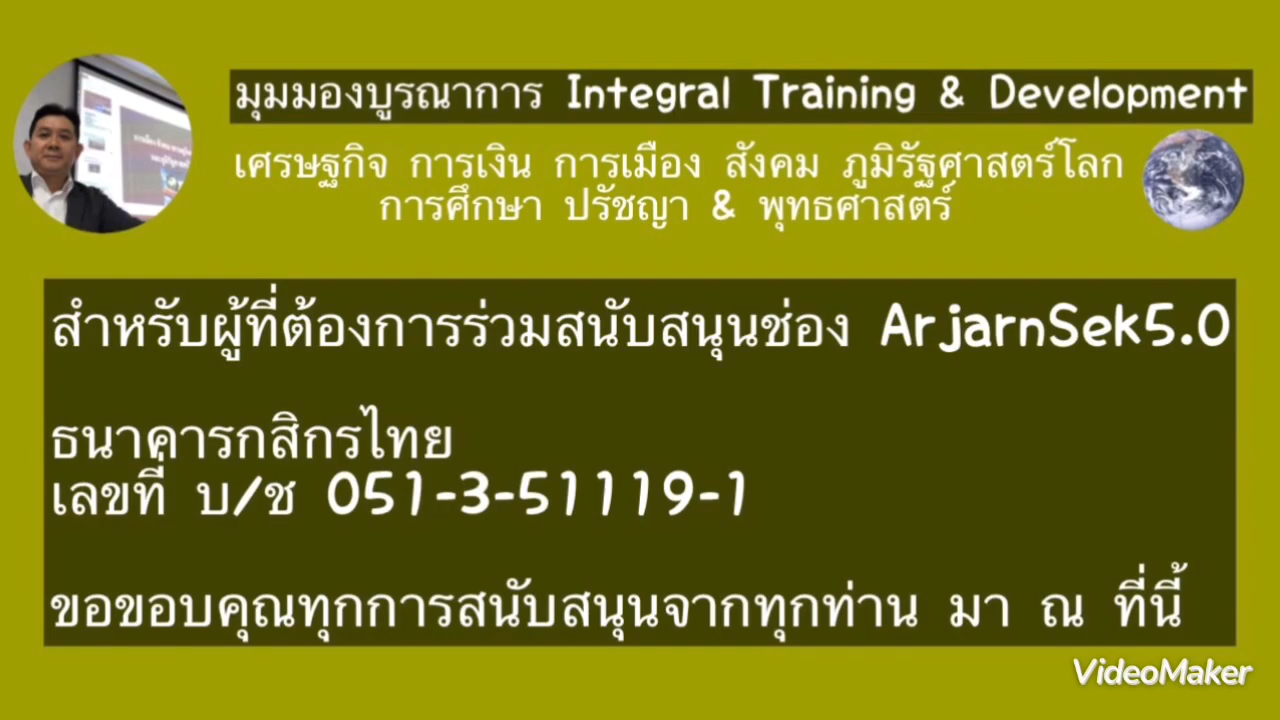 มุมมองบูรณาการ Integral Training & Development
เศรษฐกิจ การเงิน การเมือง สังคม ภูมิรัฐศาสตร์โลก
การศึกษา ปรัชญา & พุทธศาสตร์
สำหรับผู้ที่ต้องการร่วมสนับสนุนช่อง ArjarnSek5.0
ธนาคารกสิกรไทย
เลขที่ บ/ช 051-3-51119-1
ขอขอบคุณทุกการสนับสนุนจากทุกท่าน มา ณ ที่นี้
VideoMaker